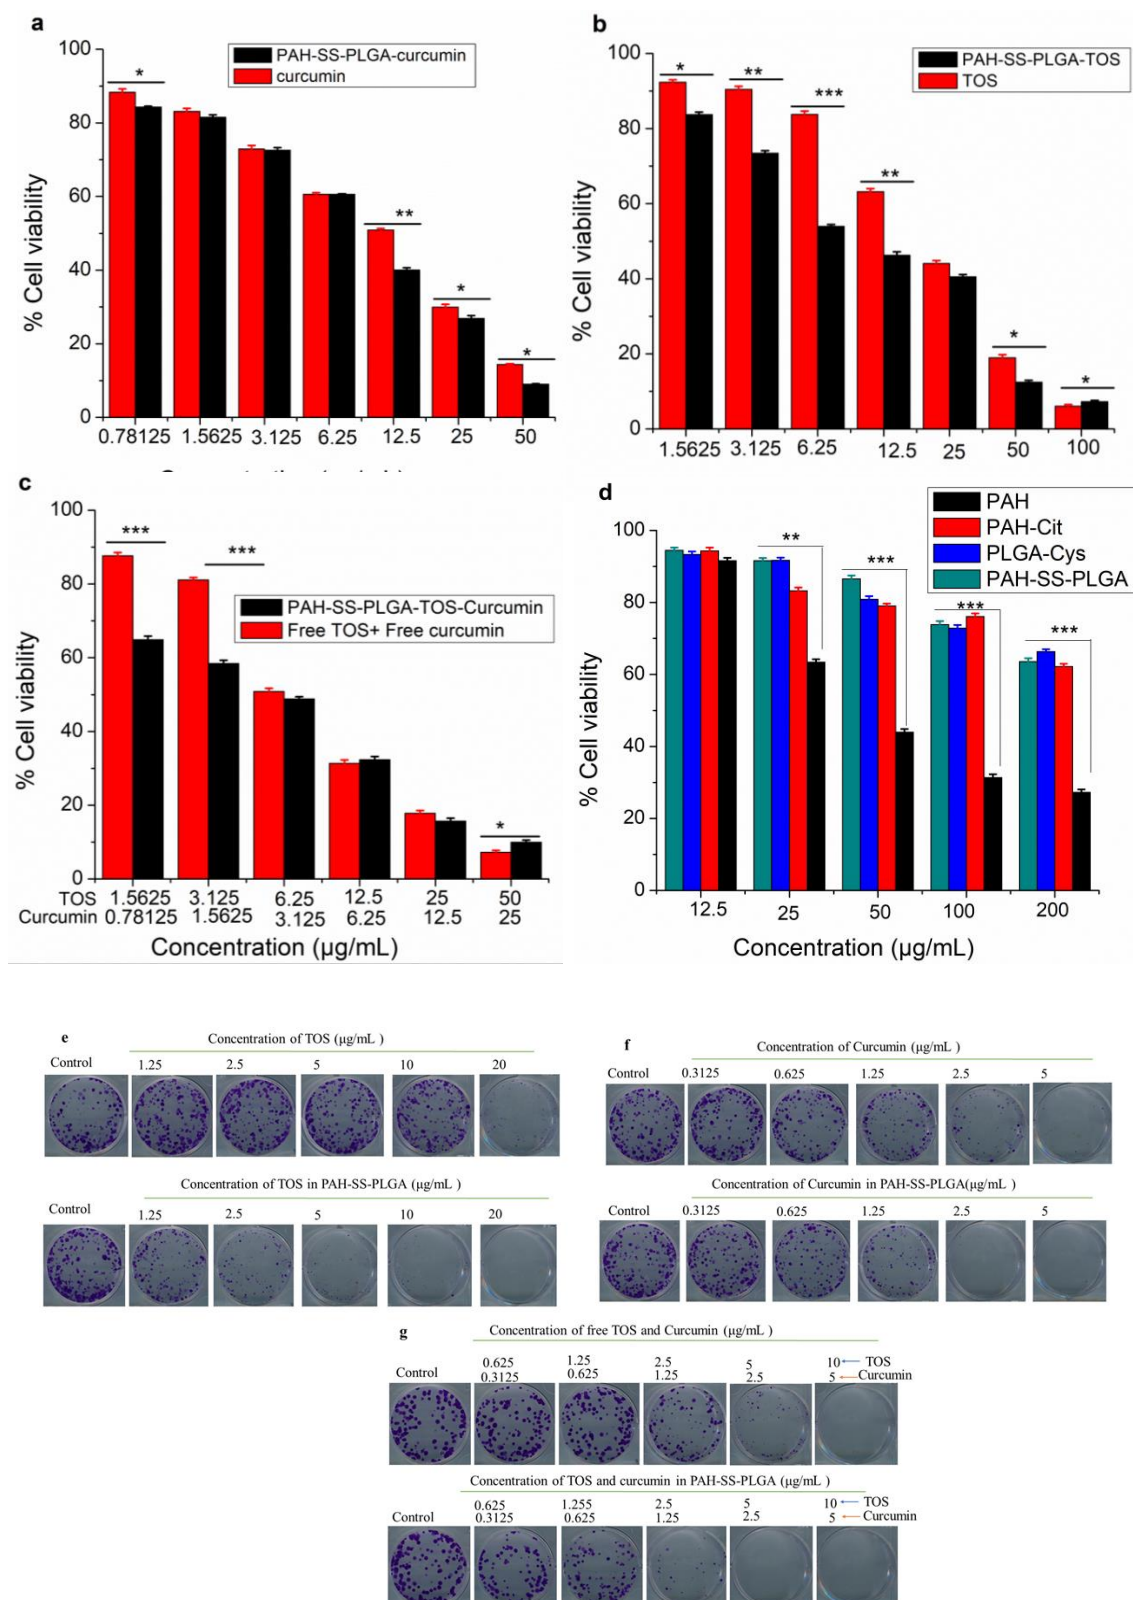 a
PAH-SS-PLGA-curcumin
curcumin
% Cell viability
100
80
60
40
20
0
*
**
*
*
0.78125 1.5625 3.125 6.25 12.5 25 50
b
PAH-SS-PLGA-TOS
TOS
% Cell viability
100
80
60
40
20
0
*
**
***
**
*
*
1.5625 3.125 6.25 12.5 25 50 100
c
PAH-SS-PLGA-TOS-Curcumin
Free TOS+ Free curcumin
% Cell viability
100
80
60
40
20
0
***
***
*
TOS 1.5625 3.125 6.25 12.5 25 50
Curcumin 0.78125 1.5625 3.125 6.25 12.5 25
Concentration (µg/mL)
d
PAH
PAH-Cit
PLGA-Cys
PAH-SS-PLGA
% Cell viability
100
80
60
40
20
0
**
***
***
***
12.5 25 50 100 200
Concentration (µg/mL)
e
Concentration of TOS (µg/mL )
Control 1.25 2.5 5 10 20
Concentration of TOS in PAH-SS-PLGA (µg/mL )
Control 1.25 2.5 5 10 20
f
Concentration of Curcumin (µg/mL)
Control 0.3125 0.625 1.25 2.5 5
Concentration of Curcumin in PAH-SS-PLGA(µg/mL)
Control 0.3125 0.625 1.25 2.5 5
g
Concentration of free TOS and Curcumin (µg/mL )
Control
0.625 1.25 2.5 5 10 TOS
0.3125 0.625 1.25 2.5 5 Curcumin
Concentration of TOS and curcumin in PAH-SS-PLGA (µg/mL )
Control
0.625 1.255 2.5 5 10 TOS
0.3125 0.625 1.25 2.5 5 Curcumin